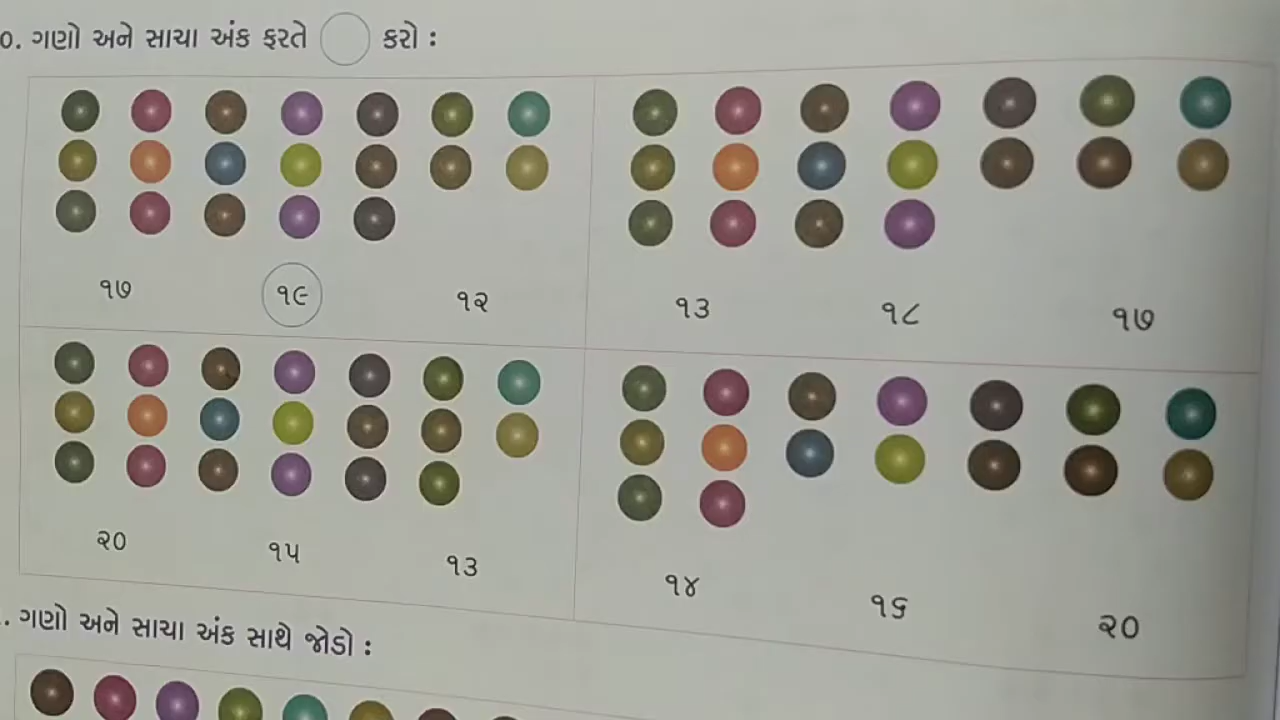 ૦. ગણો અને સાચા અંક ફરતે કરો :
૧૭ ૧૯ ૧૨
૧૩ ૧૮ ૧૭
૨૦ ૧૫ ૧૩
૧૪ ૧૬ ૨૦
. ગણો અને સાચા અંક સાથે જોડો :